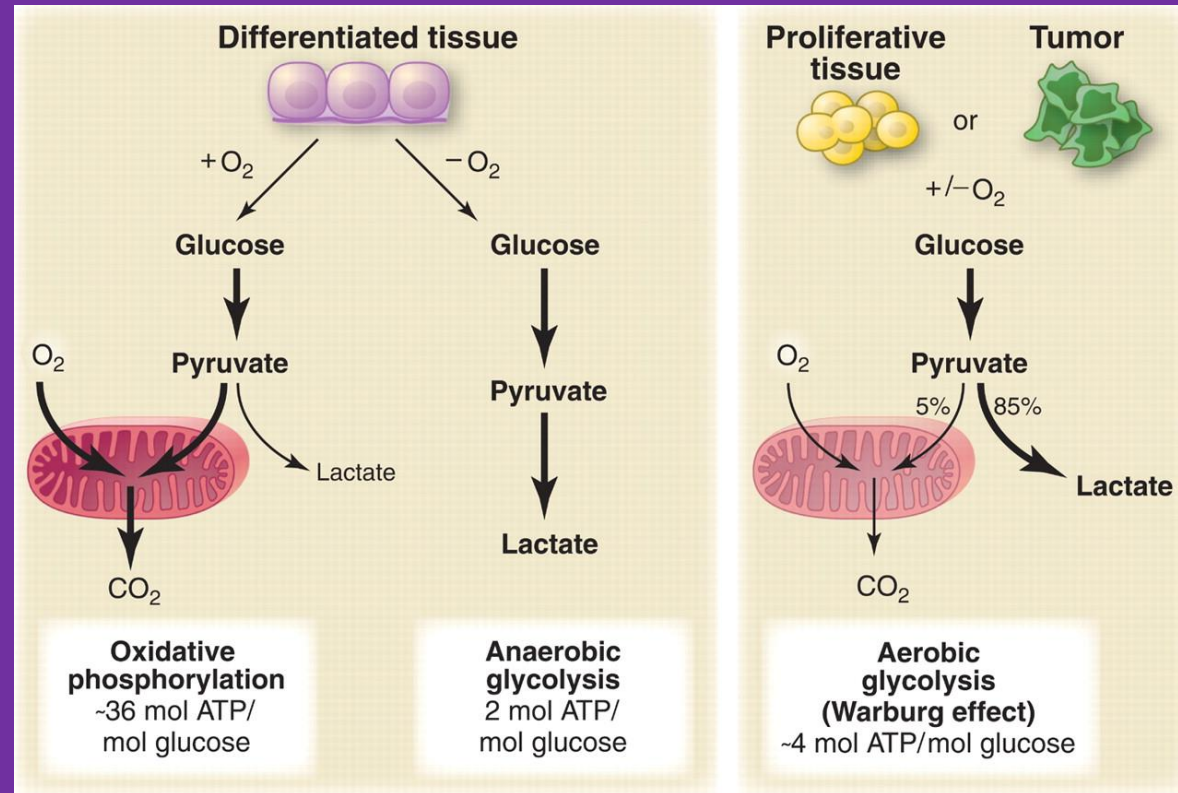 Differentiated tissue
+O₂
−O₂
Glucose
Pyruvate
O₂
Lactate
CO₂
Oxidative
phosphorylation
~36 mol ATP/
mol glucose
Glucose
Pyruvate
Lactate
Anaerobic
glycolysis
2 mol ATP/
mol glucose
Proliferative
tissue
or
Tumor
+/−O₂
Glucose
O₂
Pyruvate
5%
85%
Lactate
CO₂
Aerobic
glycolysis
(Warburg effect)
~4 mol ATP/mol glucose